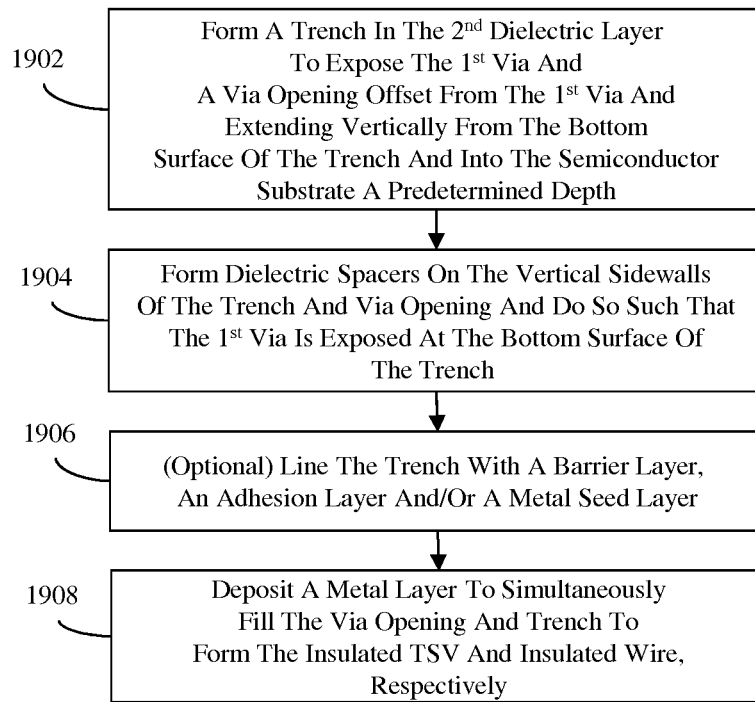 1902
Form A Trench In The 2nd Dielectric Layer
To Expose The 1st Via And
A Via Opening Offset From The 1st Via And
Extending Vertically From The Bottom
Surface Of The Trench And Into The Semiconductor
Substrate A Predetermined Depth
1904
Form Dielectric Spacers On The Vertical Sidewalls
Of The Trench And Via Opening And Do So Such That
The 1st Via Is Exposed At The Bottom Surface Of
The Trench
1906
(Optional) Line The Trench With A Barrier Layer,
An Adhesion Layer And/Or A Metal Seed Layer
1908
Deposit A Metal Layer To Simultaneously
Fill The Via Opening And Trench To
Form The Insulated TSV And Insulated Wire,
Respectively